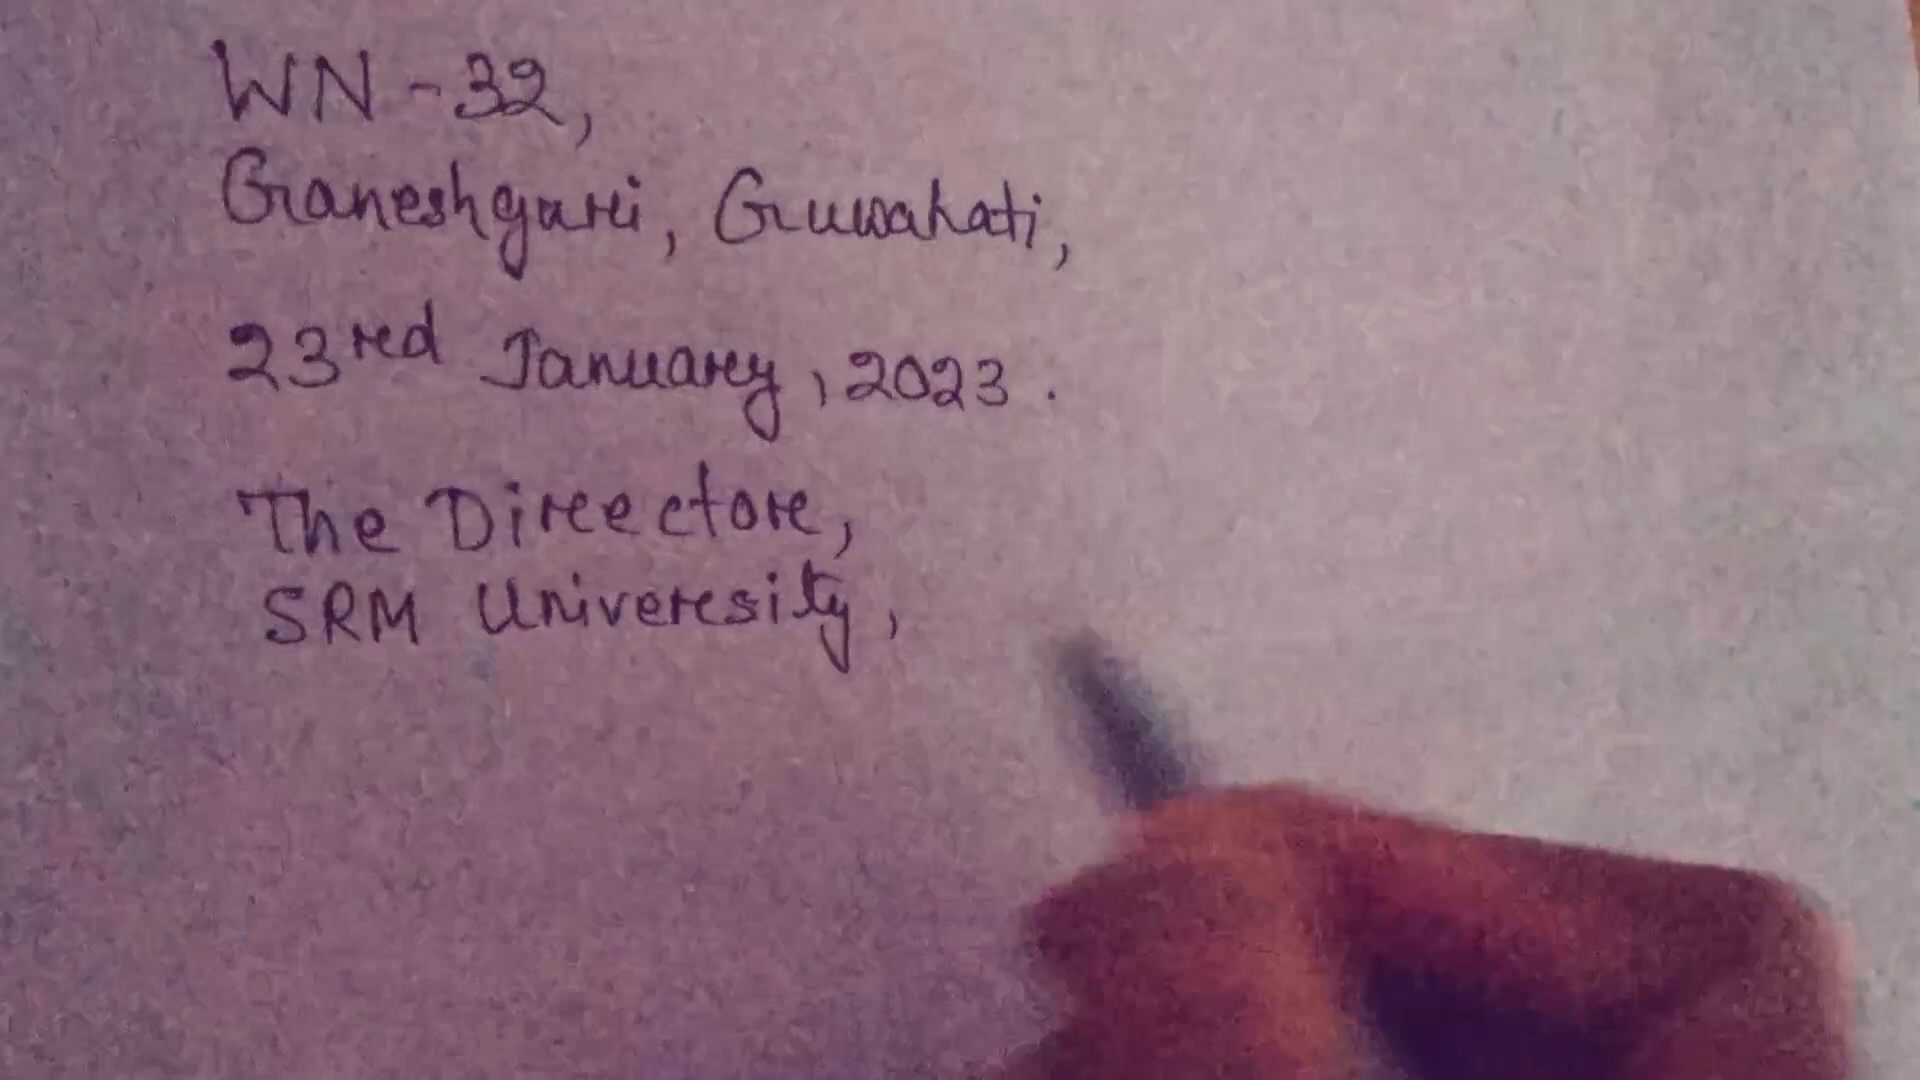 WN-32,
Ganeshguri, Guwahati,
23rd January, 2023.
The Director,
SRM University,